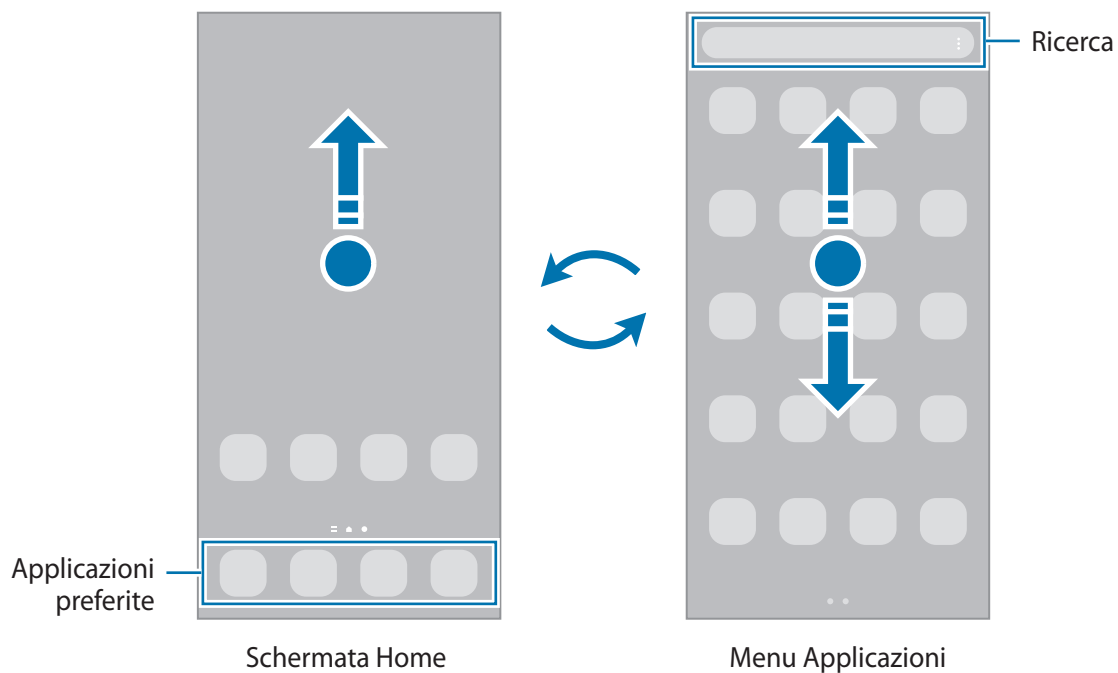 Ricerca
Applicazioni
preferite
Schermata Home
Menu Applicazioni